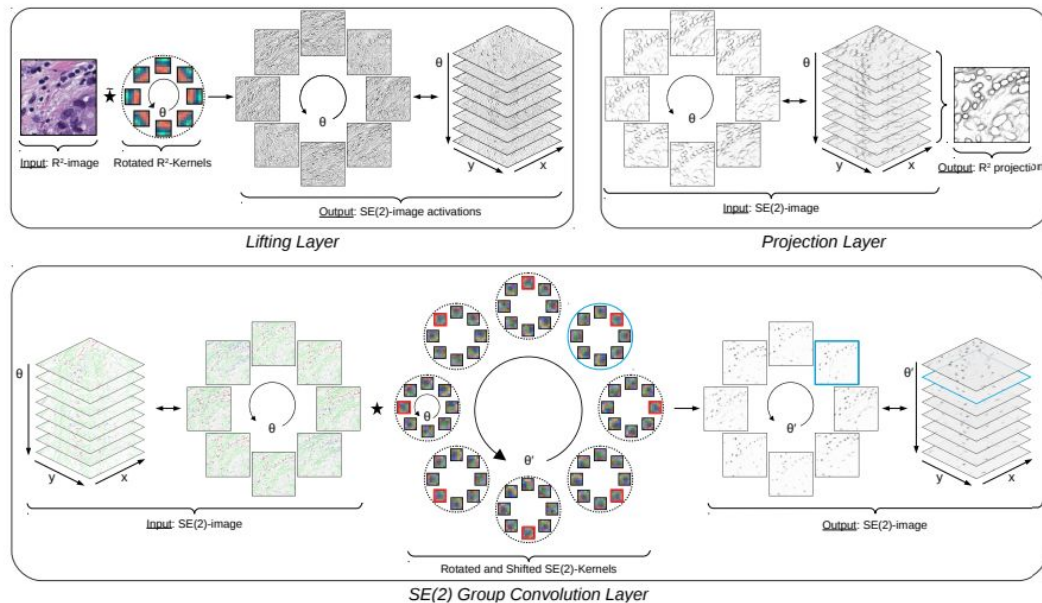 θ
θ
θ
y
x
Input: R²-image
Rotated R²-Kernels
Output: SE(2)-image activations
Lifting Layer
θ
θ
y
x
Output: R² projection
Input: SE(2)-image
Projection Layer
θ
θ
θ
θ'
θ'
θ'
y
x
y
x
Input: SE(2)-image
Output: SE(2)-image
Rotated and Shifted SE(2)-Kernels
SE(2) Group Convolution Layer